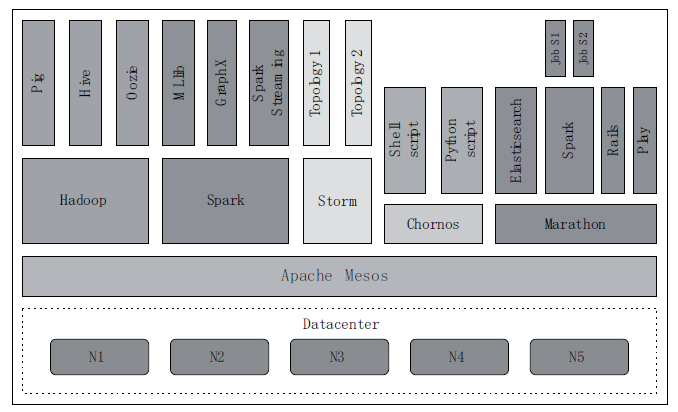 Job S1
Job S2
Pig
Hive
Oozie
MLlib
GraphX
Spark
Streaming
Topology 1
Topology 2
Shell
script
Python
script
Elasticsearch
Spark
Rails
Play
Hadoop
Spark
Storm
Chornos
Marathon
Apache Mesos
Datacenter
N1
N2
N3
N4
N5